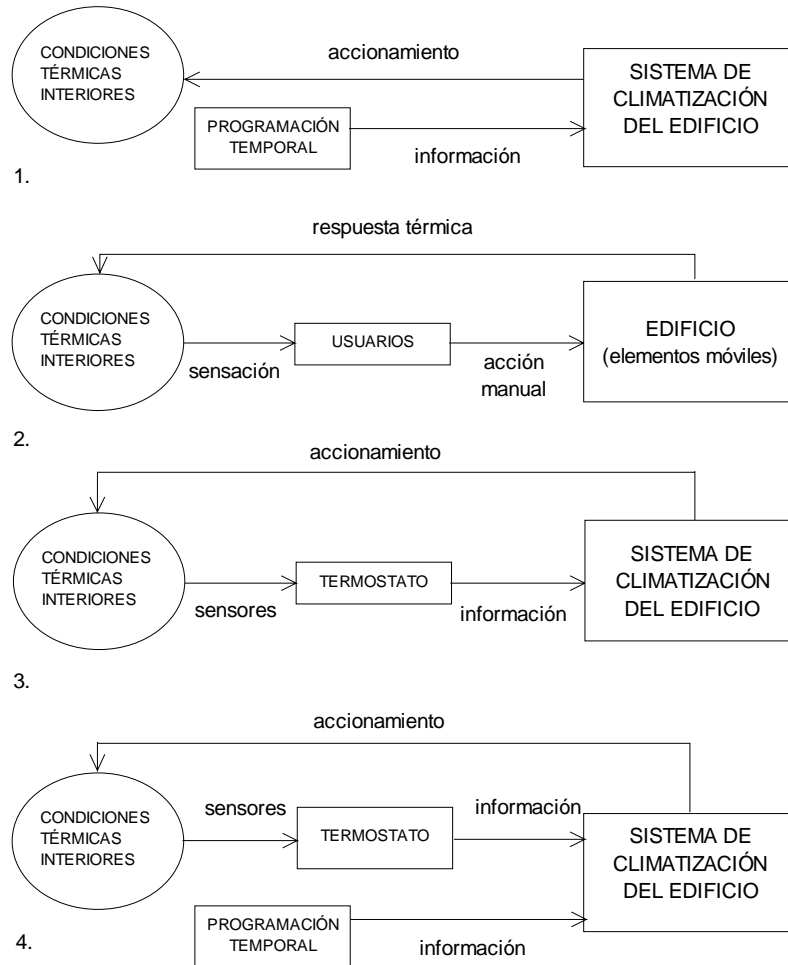 accionamiento
CONDICIONES
TÉRMICAS
INTERIORES
SISTEMA DE
CLIMATIZACIÓN
DEL EDIFICIO
PROGRAMACIÓN
TEMPORAL
información
1.
respuesta térmica
CONDICIONES
TÉRMICAS
INTERIORES
sensación
USUARIOS
acción
manual
EDIFICIO
(elementos móviles)
2.
accionamiento
CONDICIONES
TÉRMICAS
INTERIORES
sensores
TERMOSTATO
información
SISTEMA DE
CLIMATIZACIÓN
DEL EDIFICIO
3.
accionamiento
CONDICIONES
TÉRMICAS
INTERIORES
sensores
TERMOSTATO
información
SISTEMA DE
CLIMATIZACIÓN
DEL EDIFICIO
PROGRAMACIÓN
TEMPORAL
información
4.